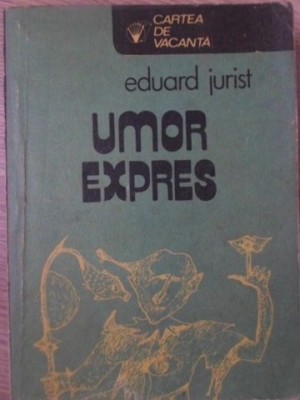 CARTEA
DE
VACANȚĂ
eduard jurist
UMOR
EXPRES